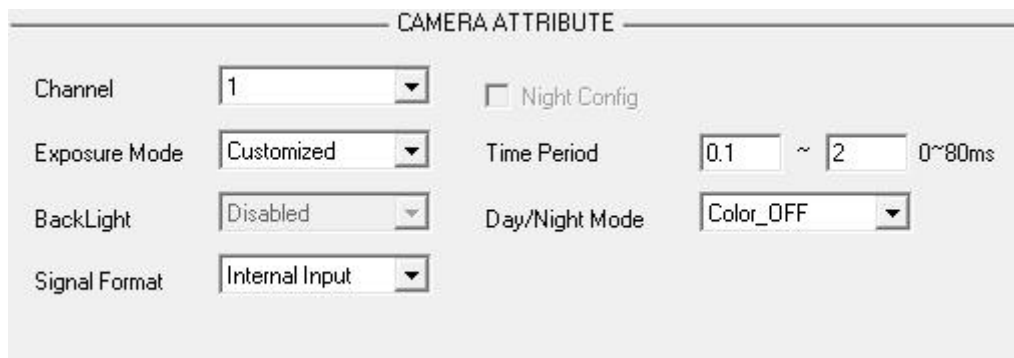 CAMERA ATTRIBUTE
Channel 1 Night Config
Exposure Mode Customized Time Period 0.1 ~ 2 0~80ms
BackLight Disabled Day/Night Mode Color_OFF
Signal Format Internal Input